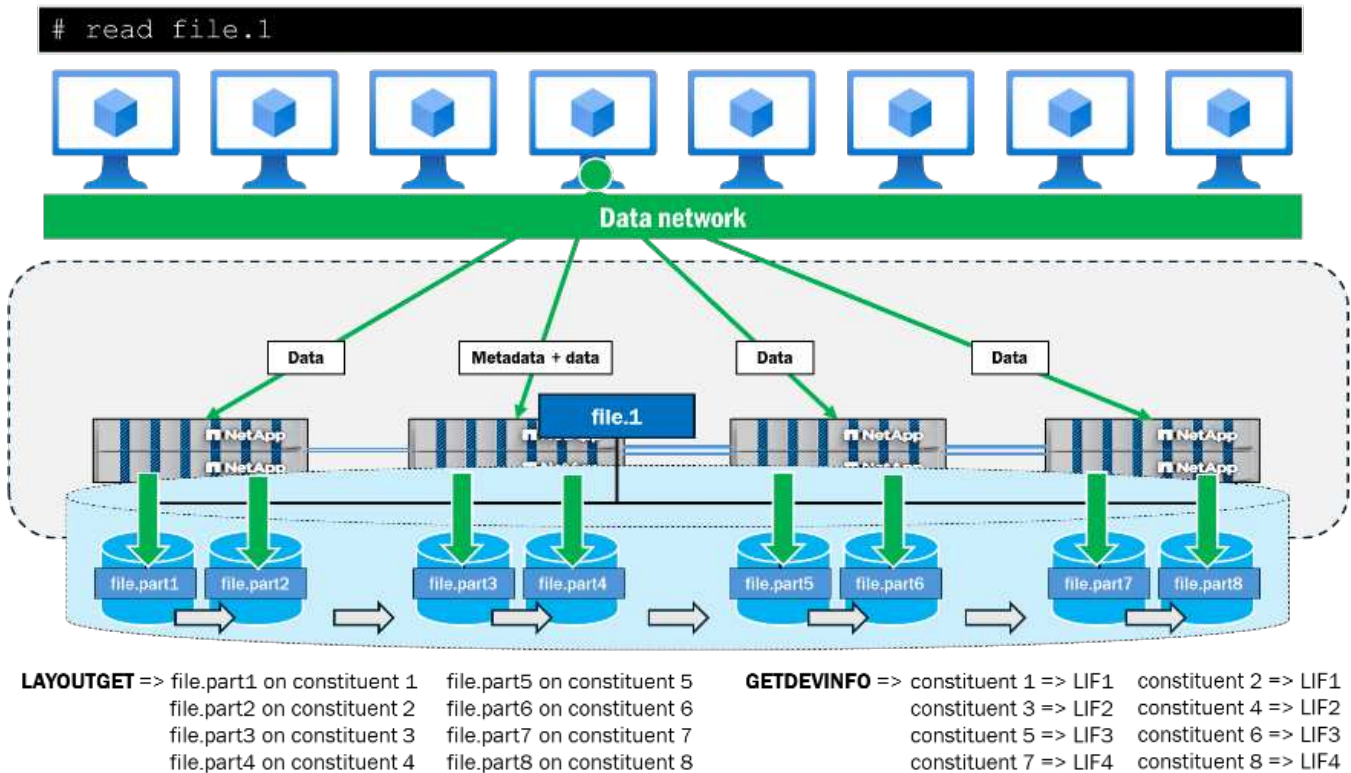 # read file.1
Data network
Data
Metadata + data
Data
Data
file.1
NetApp
NetApp
NetApp
NetApp
NetApp
NetApp
NetApp
NetApp
file.part1
file.part2
file.part3
file.part4
file.part5
file.part6
file.part7
file.part8
LAYOUTGET => file.part1 on constituent 1
file.part2 on constituent 2
file.part3 on constituent 3
file.part4 on constituent 4
file.part5 on constituent 5
file.part6 on constituent 6
file.part7 on constituent 7
file.part8 on constituent 8
GETDEVINFO => constituent 1 => LIF1
constituent 3 => LIF2
constituent 5 => LIF3
constituent 7 => LIF4
constituent 2 => LIF1
constituent 4 => LIF2
constituent 6 => LIF3
constituent 8 => LIF4